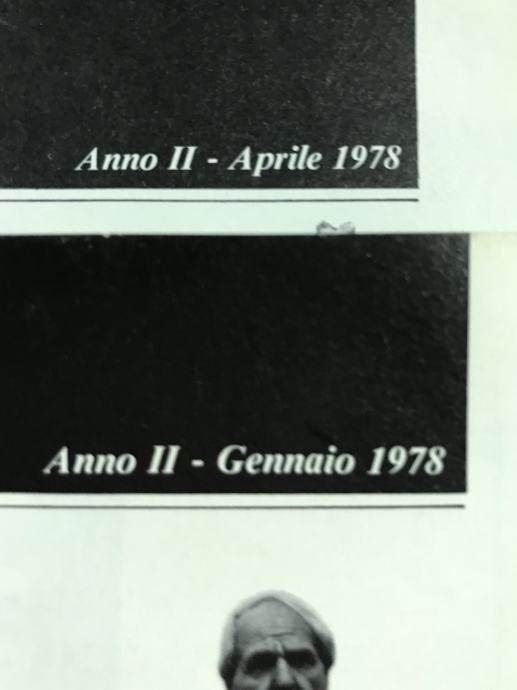 Anno II - Aprile 1978
Anno II - Gennaio 1978